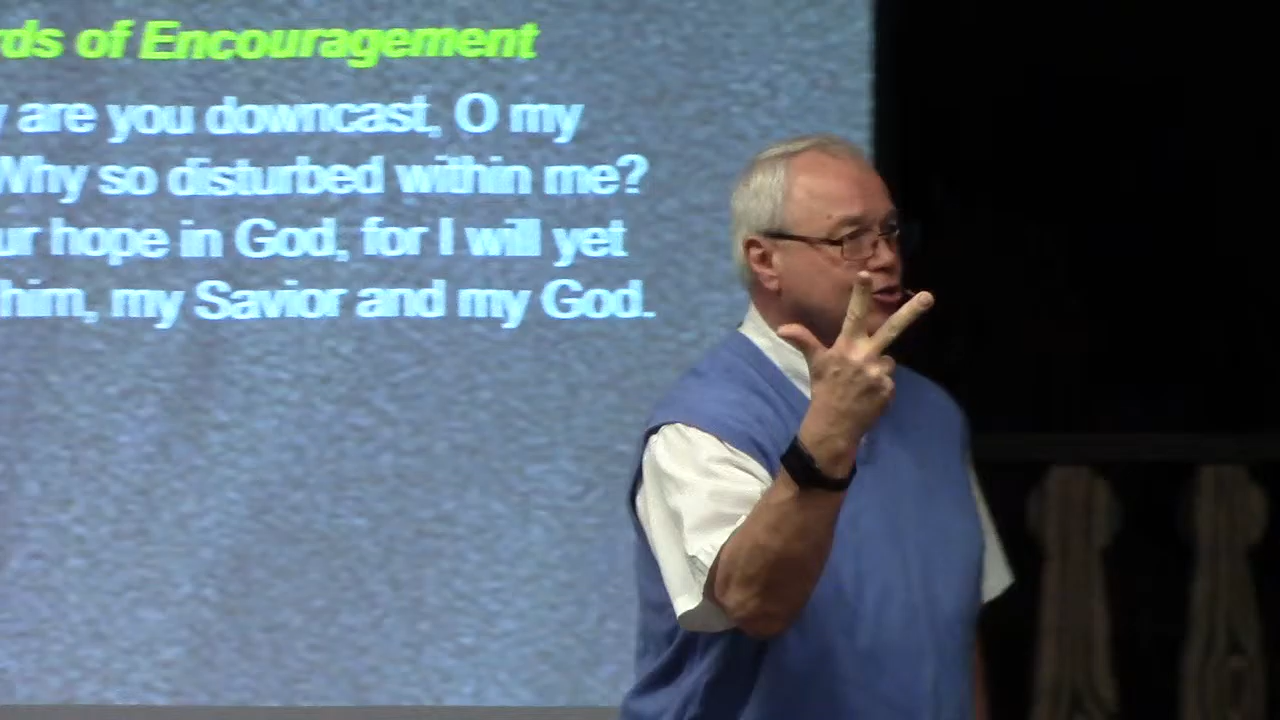 rds of Encouragement
y are you downcast, O my
Why so disturbed within me?
ur hope in God, for I will yet
him, my Savior and my God.